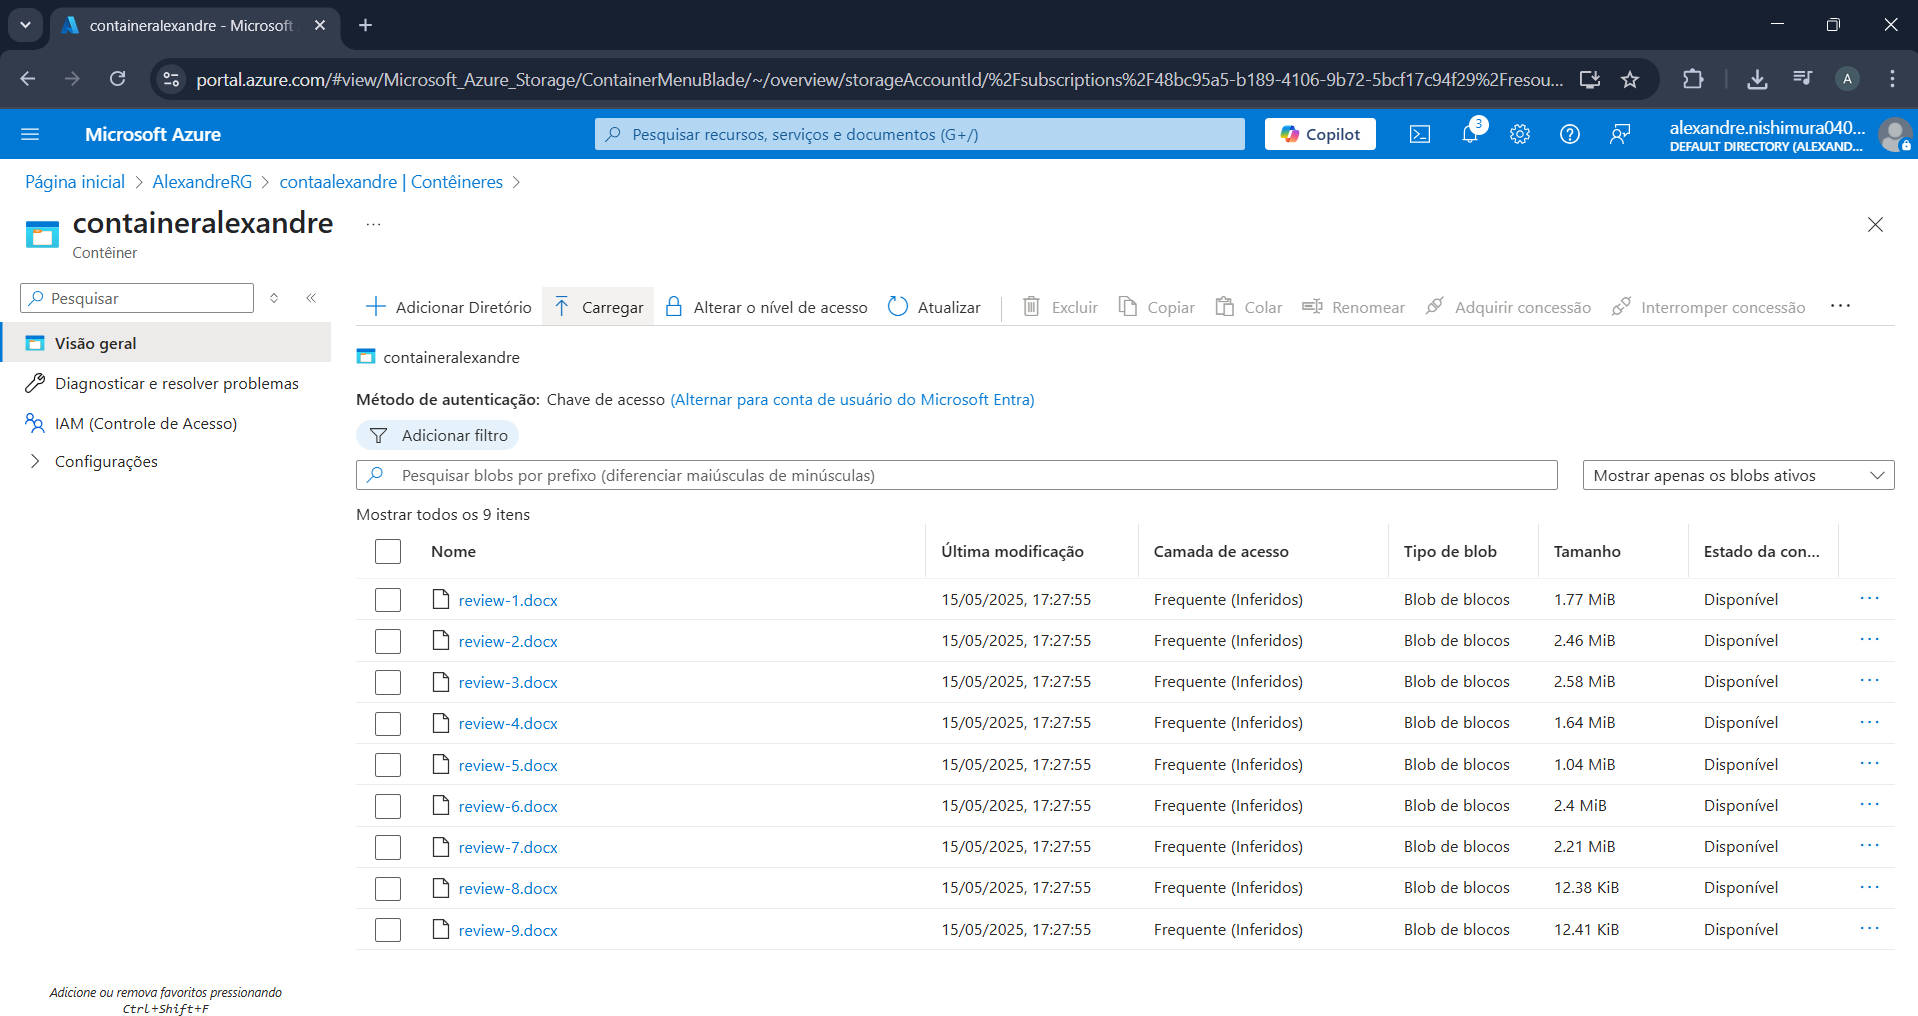 containeralexandre - Microsoft
portal.azure.com/#view/Microsoft_Azure_Storage/ContainerMenuBlade/~/overview/storageAccountId/%2Fsubscriptions%2F48bc95a5-b189-4106-9b72-5bcf17c94f29%2Fresou...
A
Microsoft Azure
Pesquisar recursos, serviços e documentos (G+/)
Copilot
3
alexandre.nishimura040...
DEFAULT DIRECTORY (ALEXAND...
Página inicial > AlexandreRG > contaalexandre | Contêineres >
containeralexandre ...
Contêiner
Pesquisar
Visão geral
Diagnosticar e resolver problemas
IAM (Controle de Acesso)
Configurações
Adicionar Diretório Carregar Alterar o nível de acesso Atualizar Excluir Copiar Colar Renomear Adquirir concessão Interromper concessão ...
containeralexandre
Método de autenticação: Chave de acesso (Alternar para conta de usuário do Microsoft Entra)
Adicionar filtro
Pesquisar blobs por prefixo (diferenciar maiúsculas de minúsculas)
Mostrar apenas os blobs ativos
Mostrar todos os 9 itens
Nome Última modificação Camada de acesso Tipo de blob Tamanho Estado da con...
review-1.docx 15/05/2025, 17:27:55 Frequente (Inferidos) Blob de blocos 1.77 MiB Disponível ...
review-2.docx 15/05/2025, 17:27:55 Frequente (Inferidos) Blob de blocos 2.46 MiB Disponível ...
review-3.docx 15/05/2025, 17:27:55 Frequente (Inferidos) Blob de blocos 2.58 MiB Disponível ...
review-4.docx 15/05/2025, 17:27:55 Frequente (Inferidos) Blob de blocos 1.64 MiB Disponível ...
review-5.docx 15/05/2025, 17:27:55 Frequente (Inferidos) Blob de blocos 1.04 MiB Disponível ...
review-6.docx 15/05/2025, 17:27:55 Frequente (Inferidos) Blob de blocos 2.4 MiB Disponível ...
review-7.docx 15/05/2025, 17:27:55 Frequente (Inferidos) Blob de blocos 2.21 MiB Disponível ...
review-8.docx 15/05/2025, 17:27:55 Frequente (Inferidos) Blob de blocos 12.38 KiB Disponível ...
review-9.docx 15/05/2025, 17:27:55 Frequente (Inferidos) Blob de blocos 12.41 KiB Disponível ...
Adicione ou remova favoritos pressionando
Ctrl+Shift+F